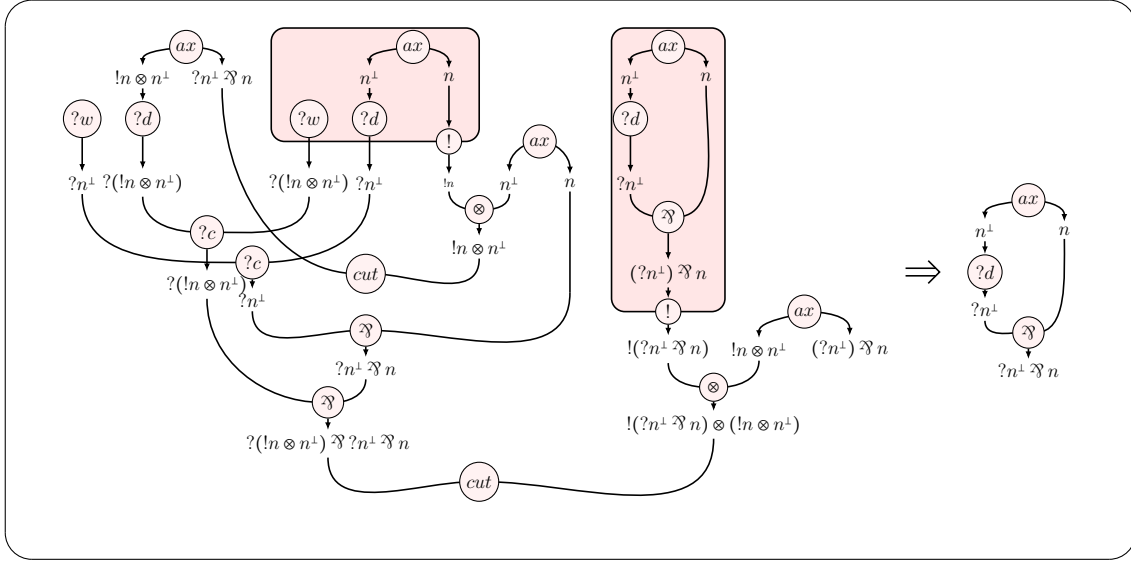 ax
ax
ax
!n ⊗ n⊥ ?n⊥ ⅋ n
n⊥ n
n⊥ n
?w ?d
?w ?d
?d
!
ax
?n⊥ ?(!n ⊗ n⊥)
?(!n ⊗ n⊥) ?n⊥
!n n⊥ n
?n⊥
⊗
⅋
ax
?c
n⊥ n
!n ⊗ n⊥
?c
cut
(?n⊥) ⅋ n
⟹
?d
?(!n ⊗ n⊥)
?n⊥
!
ax
?n⊥
⅋
⅋
!(?n⊥ ⅋ n) !n ⊗ n⊥ (?n⊥) ⅋ n
?n⊥ ⅋ n
?n⊥ ⅋ n
⊗
⅋
!(?n⊥ ⅋ n) ⊗ (!n ⊗ n⊥)
?(!n ⊗ n⊥) ⅋ ?n⊥ ⅋ n
cut